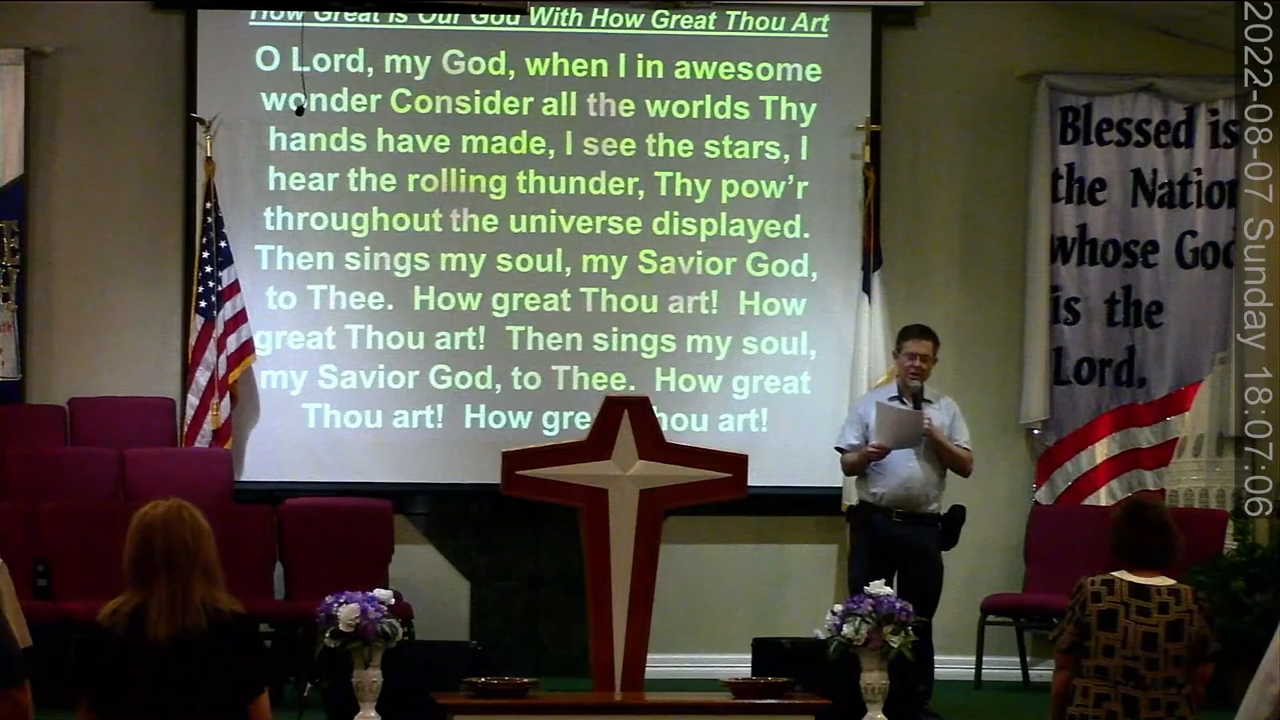 How Great Is Our God With How Great Thou Art
O Lord, my God, when I in awesome
wonder Consider all the worlds Thy
hands have made, I see the stars, I
hear the rolling thunder, Thy pow’r
throughout the universe displayed.
Then sings my soul, my Savior God,
to Thee. How great Thou art! How
great Thou art! Then sings my soul,
my Savior God, to Thee. How great
Thou art! How gre hou art!
Blessed is
the Nation
whose God
is the
Lord.
2022-08-07 Sunday 18:07:06